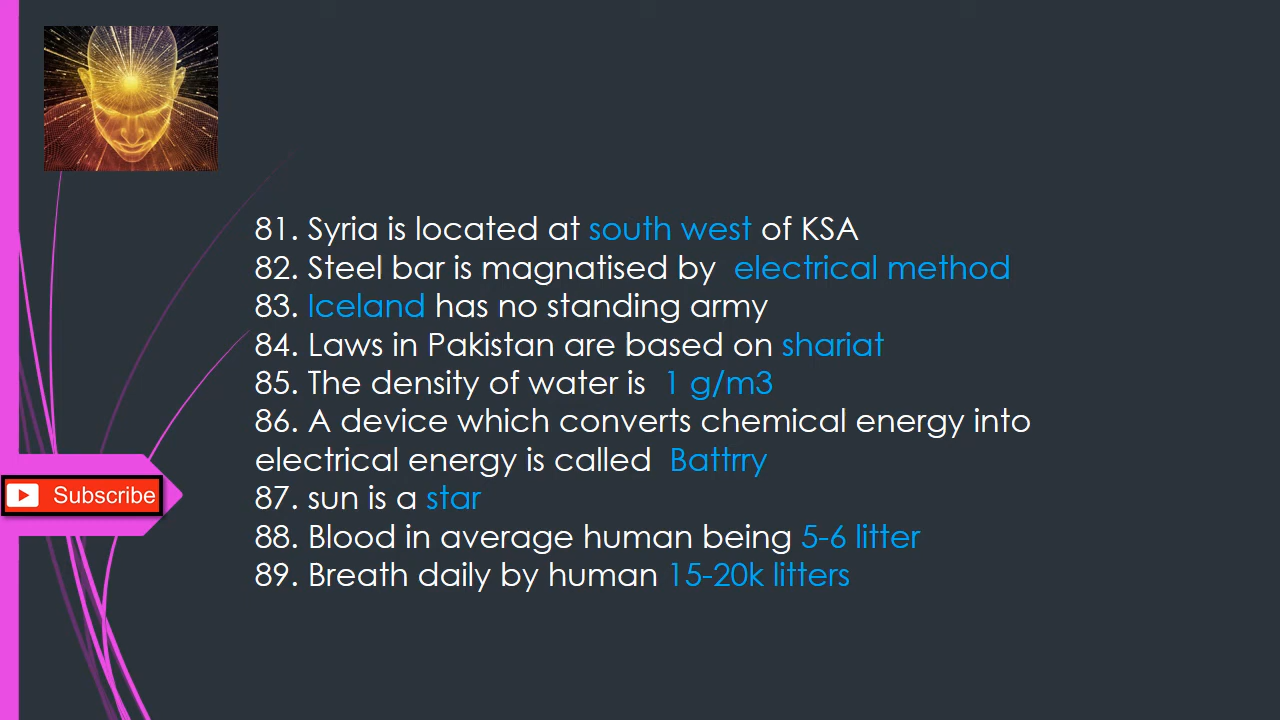 81. Syria is located at south west of KSA
82. Steel bar is magnatised by electrical method
83. Iceland has no standing army
84. Laws in Pakistan are based on shariat
85. The density of water is 1 g/m3
86. A device which converts chemical energy into
electrical energy is called Battrry
87. sun is a star
88. Blood in average human being 5-6 litter
89. Breath daily by human 15-20k litters
Subscribe